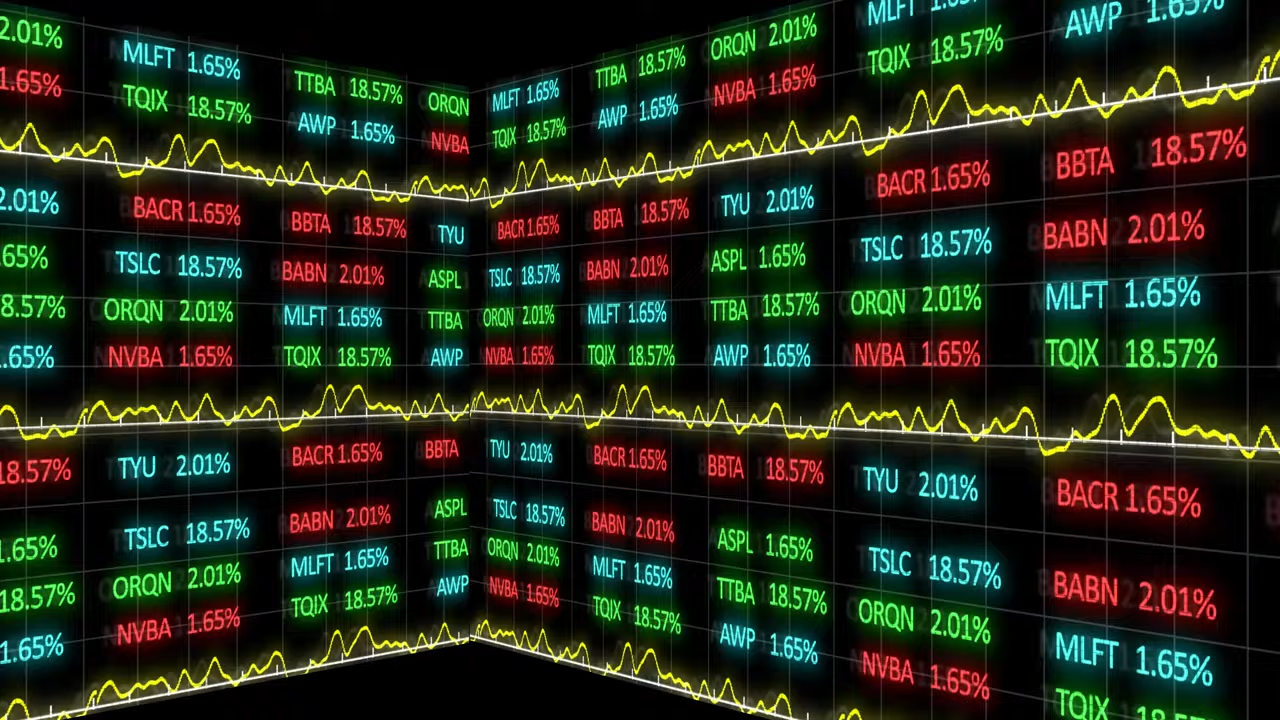 2.01% MLFT 1.65% TTBA 18.57% ORQN
1.65% TQIX 18.57% AWP 1.65% NVBA
2.01% BACR 1.65% BBTA 18.57% TYU
.65% TSLC 18.57% BABN 2.01% ASPL
8.57% ORQN 2.01% MLFT 1.65% TTBA
.65% NVBA 1.65% TQIX 18.57% AWP
18.57% TYU 2.01% BACR 1.65% BBTA
1.65% TSLC 18.57% BABN 2.01% ASPL
18.57% ORQN 2.01% MLFT 1.65% TTBA
1.65% NVBA 1.65% TQIX 18.57% AWP
MLFT 1.65% TTBA 18.57% ORQN 2.01% MLFT 1.65% AWP 1.65%
TQIX 18.57% AWP 1.65% NVBA 1.65% TQIX 18.57%
BACR 1.65% BBTA 18.57% TYU 2.01% BACR 1.65% BBTA 18.57%
TSLC 18.57% BABN 2.01% ASPL 1.65% TSLC 18.57% BABN 2.01%
ORQN 2.01% MLFT 1.65% TTBA 18.57% ORQN 2.01% MLFT 1.65%
NVBA 1.65% TQIX 18.57% AWP 1.65% NVBA 1.65% TQIX 18.57%
TYU 2.01% BACR 1.65% BBTA 18.57% TYU 2.01% BACR 1.65%
TSLC 18.57% BABN 2.01% ASPL 1.65% TSLC 18.57% BABN 2.01%
ORQN 2.01% MLFT 1.65% TTBA 18.57% ORQN 2.01% MLFT 1.65%
NVBA 1.65% TQIX 18.57% AWP 1.65% NVBA 1.65% TQIX 18.57%